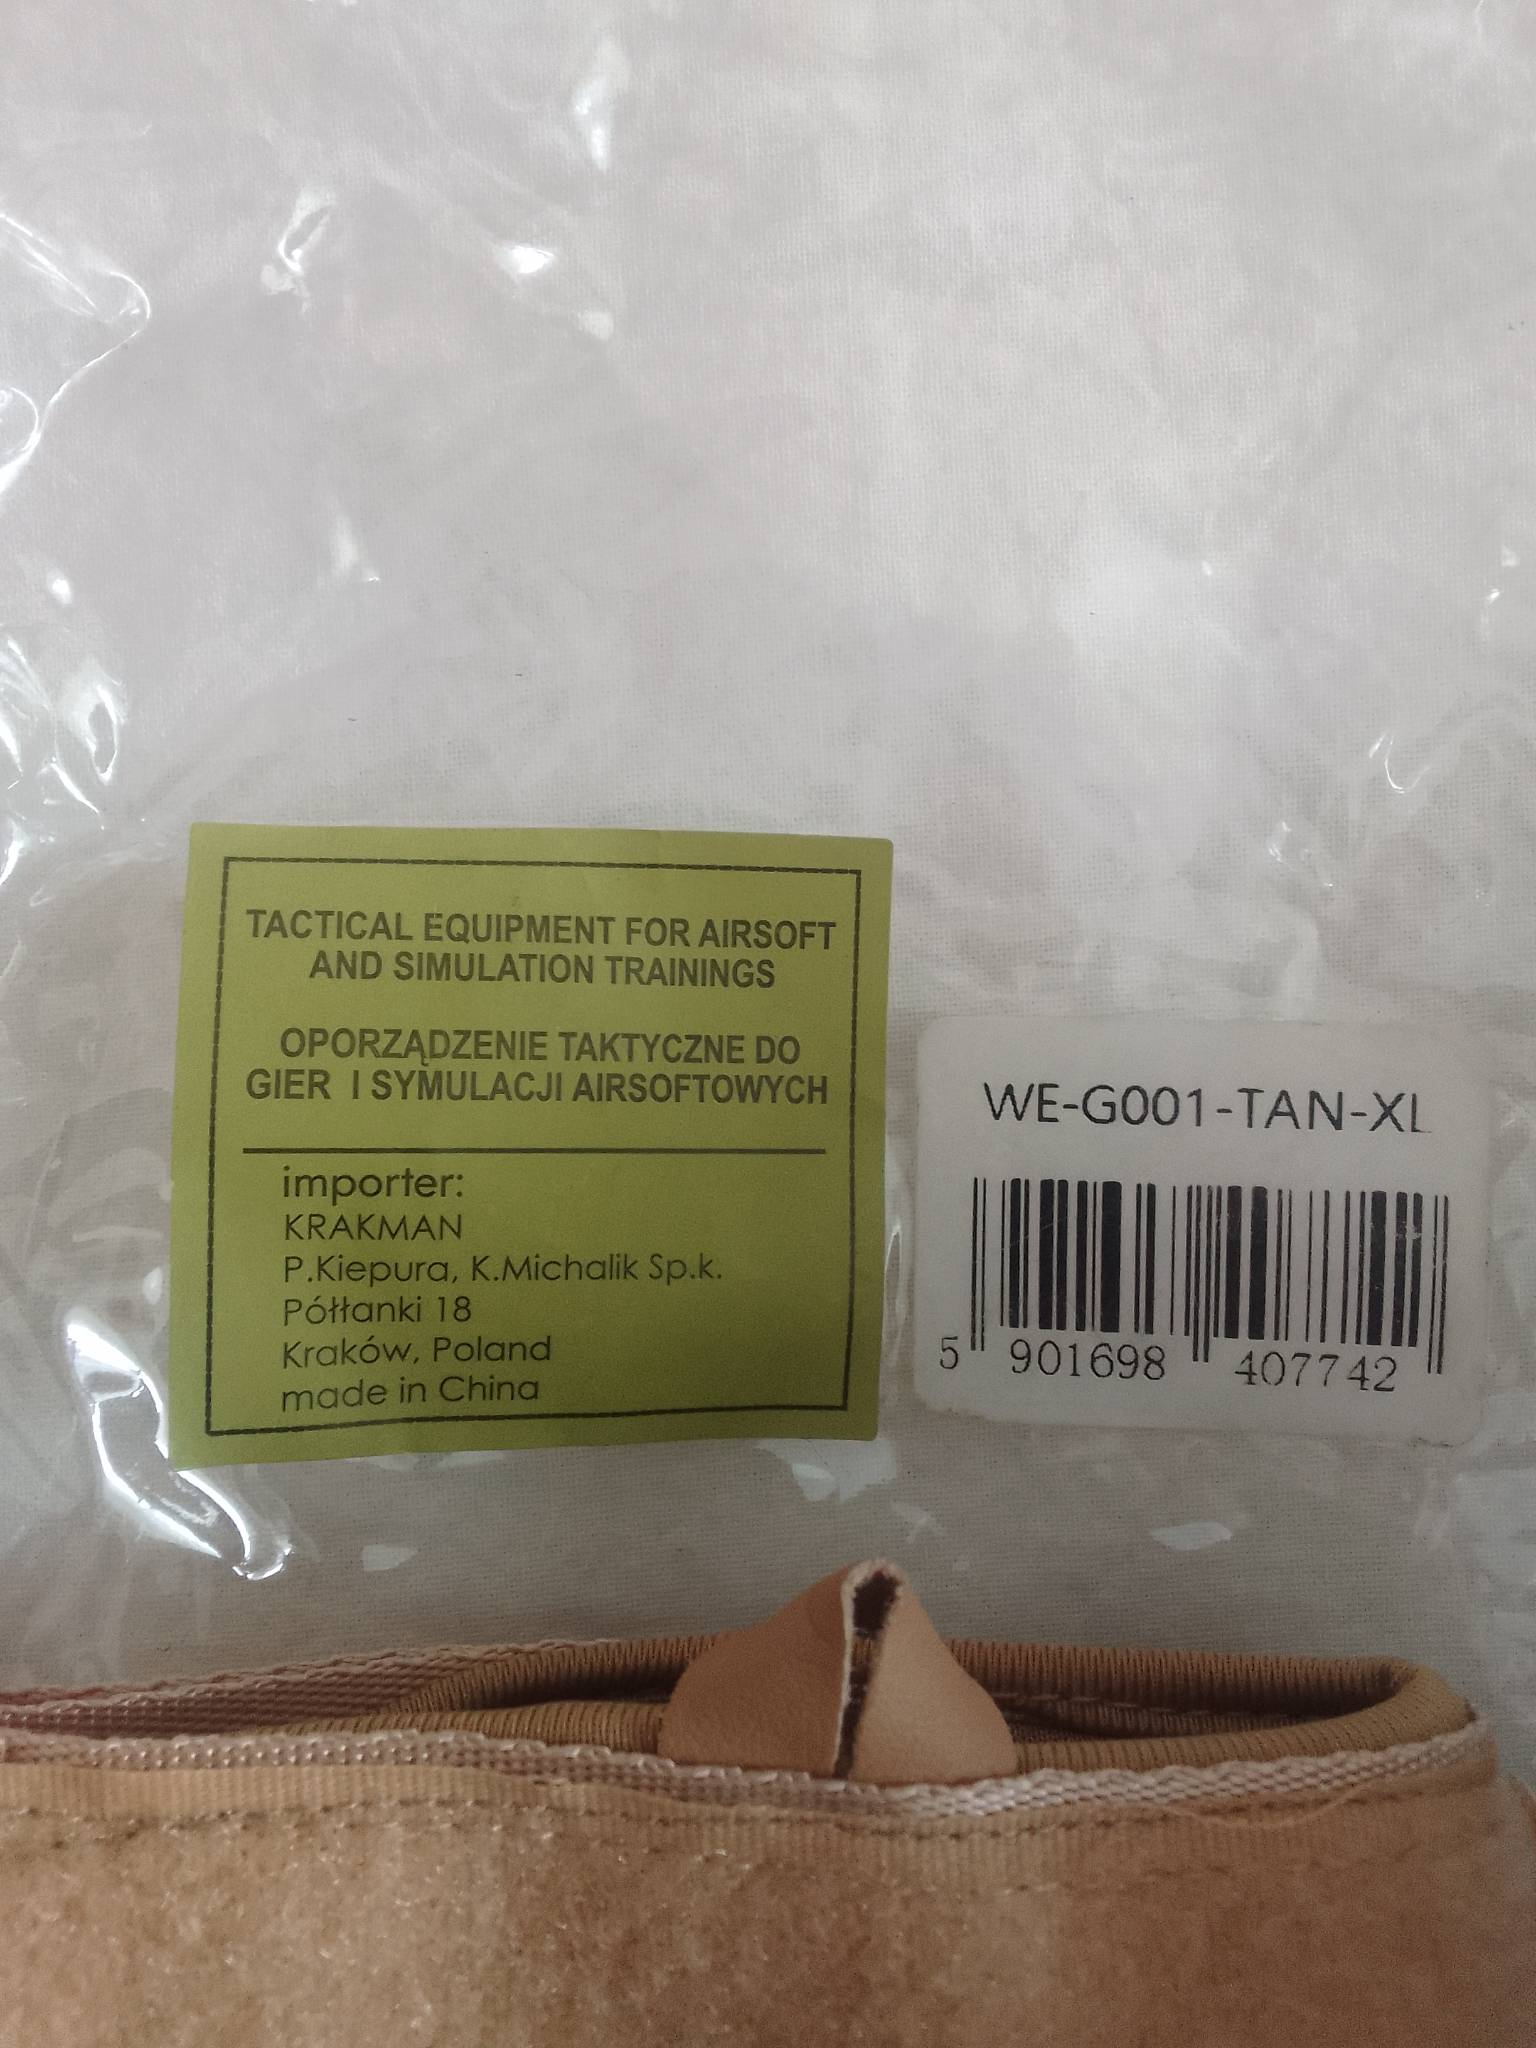 TACTICAL EQUIPMENT FOR AIRSOFT
AND SIMULATION TRAININGS
OPORZĄDZENIE TAKTYCZNE DO
GIER I SYMULACJI AIRSOFTOWYCH
importer:
KRAKMAN
P.Kiepura, K.Michalik Sp.k.
Półłanki 18
Kraków, Poland
made in China
WE-G001-TAN-XL
5 901698 407742